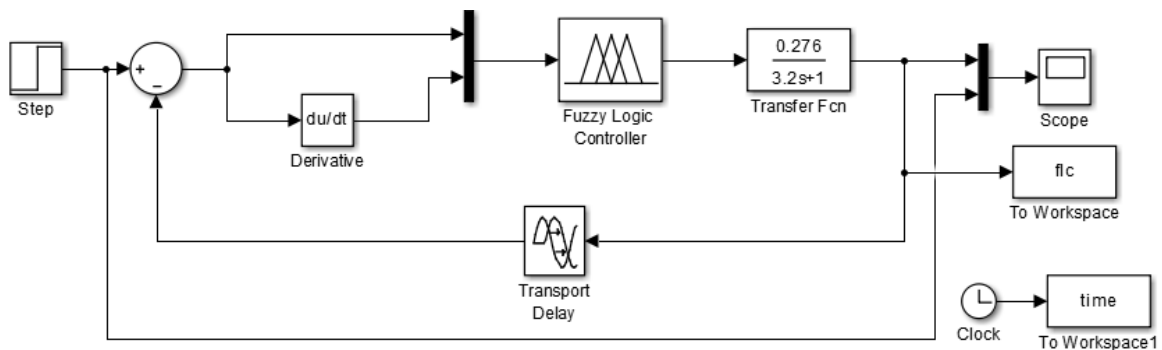 Step
+
−
du/dt
Derivative
Fuzzy Logic
Controller
0.276
3.2s+1
Transfer Fcn
Scope
flc
To Workspace
Transport
Delay
Clock
time
To Workspace1